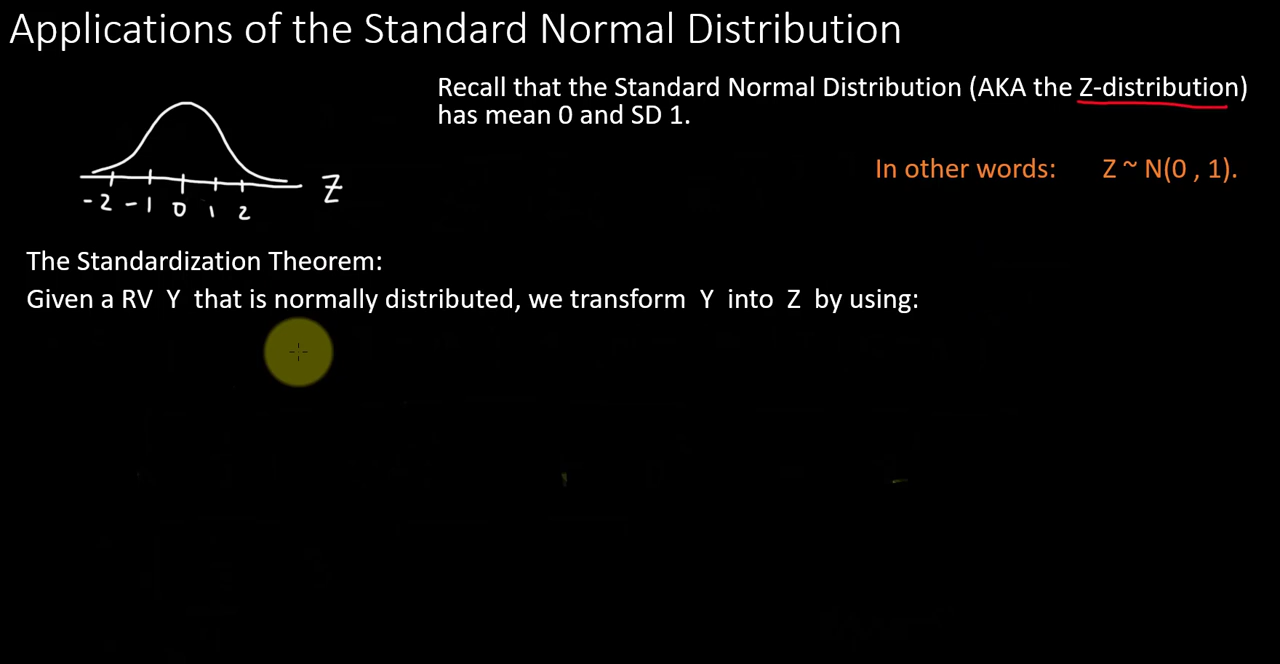 Applications of the Standard Normal Distribution
Recall that the Standard Normal Distribution (AKA the Z-distribution)
has mean 0 and SD 1.
In other words: Z ~ N(0 , 1).
Z
-2 -1 0 1 2
The Standardization Theorem:
Given a RV Y that is normally distributed, we transform Y into Z by using: